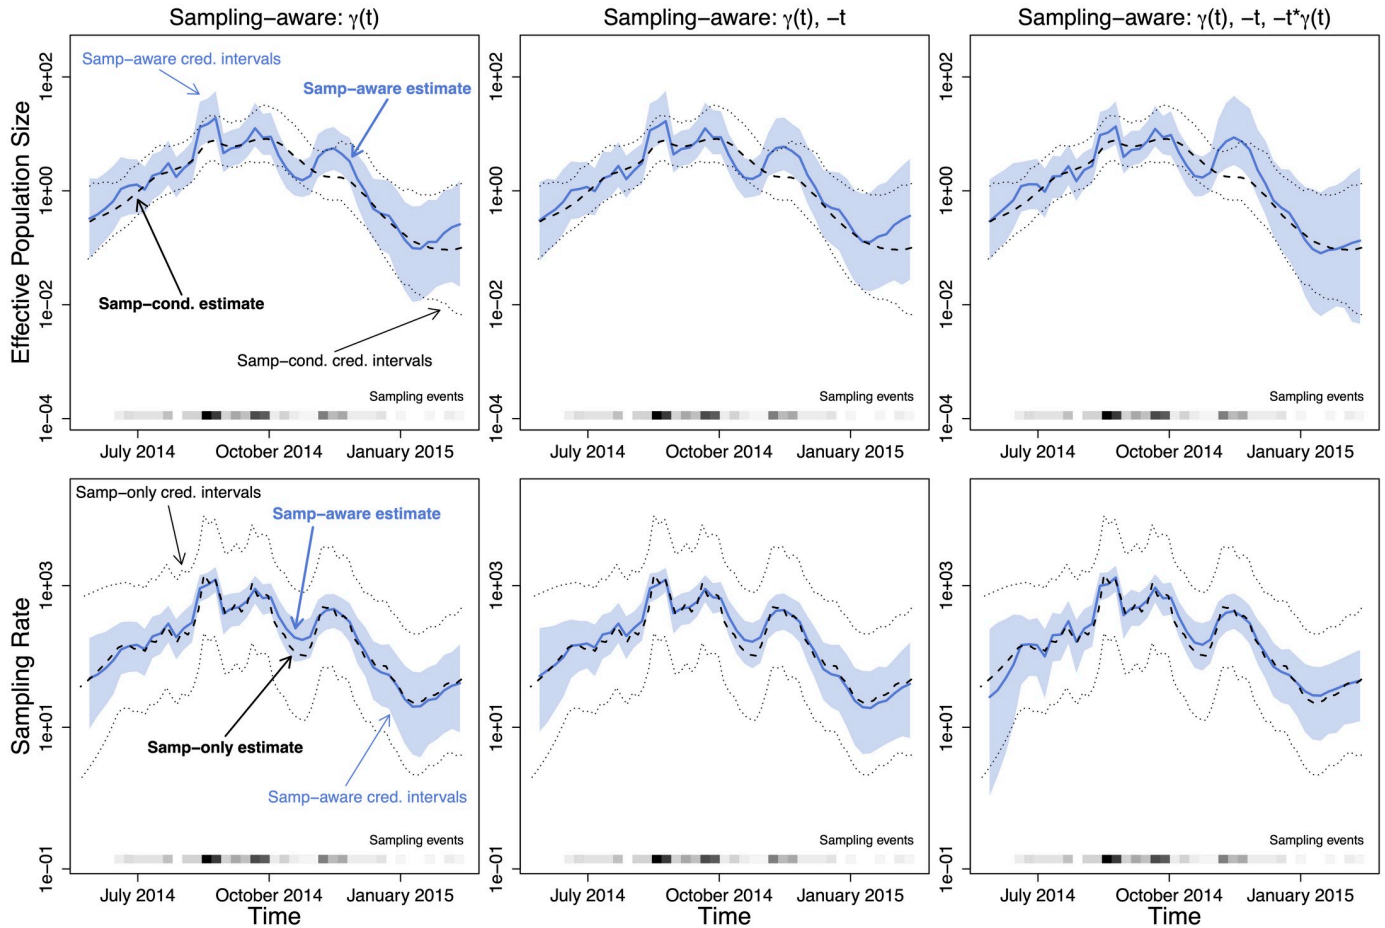 Sampling−aware: γ(t)
Sampling−aware: γ(t), −t
Sampling−aware: γ(t), −t, −t*γ(t)
Effective Population Size
1e+02
1e+00
1e−02
1e−04
Samp−aware cred. intervals
Samp−aware estimate
Samp−cond. estimate
Samp−cond. cred. intervals
Sampling events
July 2014
October 2014
January 2015
1e+02
1e+00
1e−02
1e−04
Sampling events
July 2014
October 2014
January 2015
1e+02
1e+00
1e−02
1e−04
Sampling events
July 2014
October 2014
January 2015
Sampling Rate
1e+03
1e+01
1e−01
Samp−only cred. intervals
Samp−aware estimate
Samp−only estimate
Samp−aware cred. intervals
Sampling events
July 2014
October 2014
January 2015
Time
1e+03
1e+01
1e−01
Sampling events
July 2014
October 2014
January 2015
Time
1e+03
1e+01
1e−01
Sampling events
July 2014
October 2014
January 2015
Time